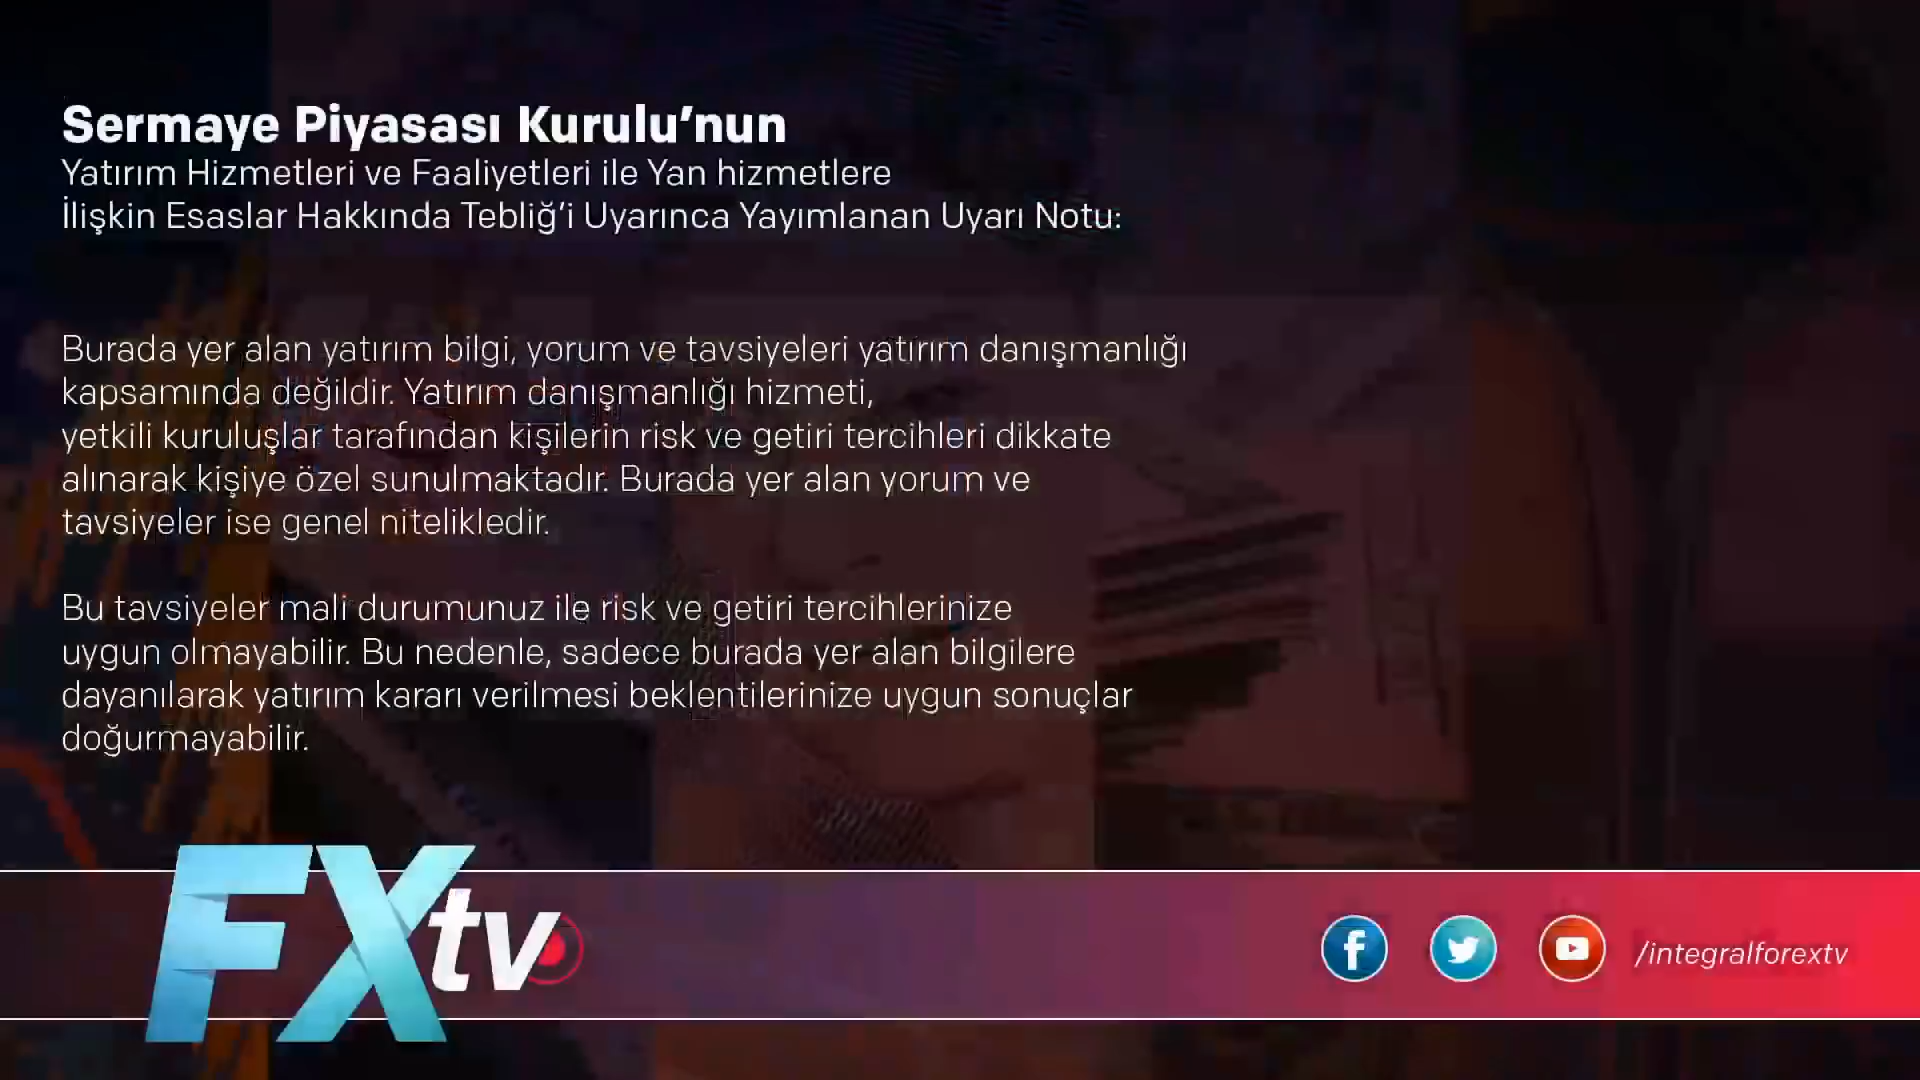 Sermaye Piyasası Kurulu’nun
Yatırım Hizmetleri ve Faaliyetleri ile Yan hizmetlere
İlişkin Esaslar Hakkında Tebliğ’i Uyarınca Yayımlanan Uyarı Notu:
Burada yer alan yatırım bilgi, yorum ve tavsiyeleri yatırım danışmanlığı
kapsamında değildir. Yatırım danışmanlığı hizmeti,
yetkili kuruluşlar tarafından kişilerin risk ve getiri tercihleri dikkate
alınarak kişiye özel sunulmaktadır. Burada yer alan yorum ve
tavsiyeler ise genel nitelikledir.
Bu tavsiyeler mali durumunuz ile risk ve getiri tercihlerinize
uygun olmayabilir. Bu nedenle, sadece burada yer alan bilgilere
dayanılarak yatırım kararı verilmesi beklentilerinize uygun sonuçlar
doğurmayabilir.
FXtv
/integralforextv